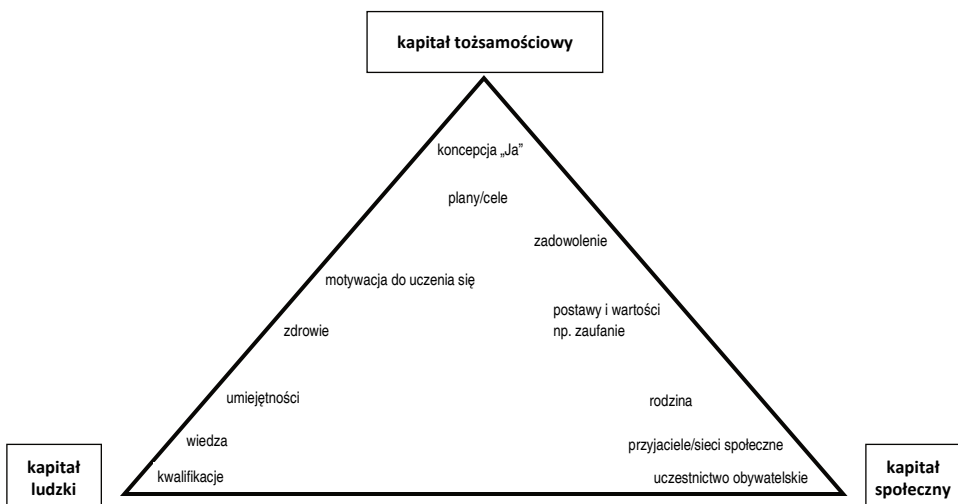 kapitał tożsamościowy
koncepcja „Ja”
plany/cele
zadowolenie
motywacja do uczenia się
postawy i wartości
np. zaufanie
zdrowie
umiejętności
rodzina
wiedza
przyjaciele/sieci społeczne
kwalifikacje
uczestnictwo obywatelskie
kapitał
ludzki
kapitał
społeczny